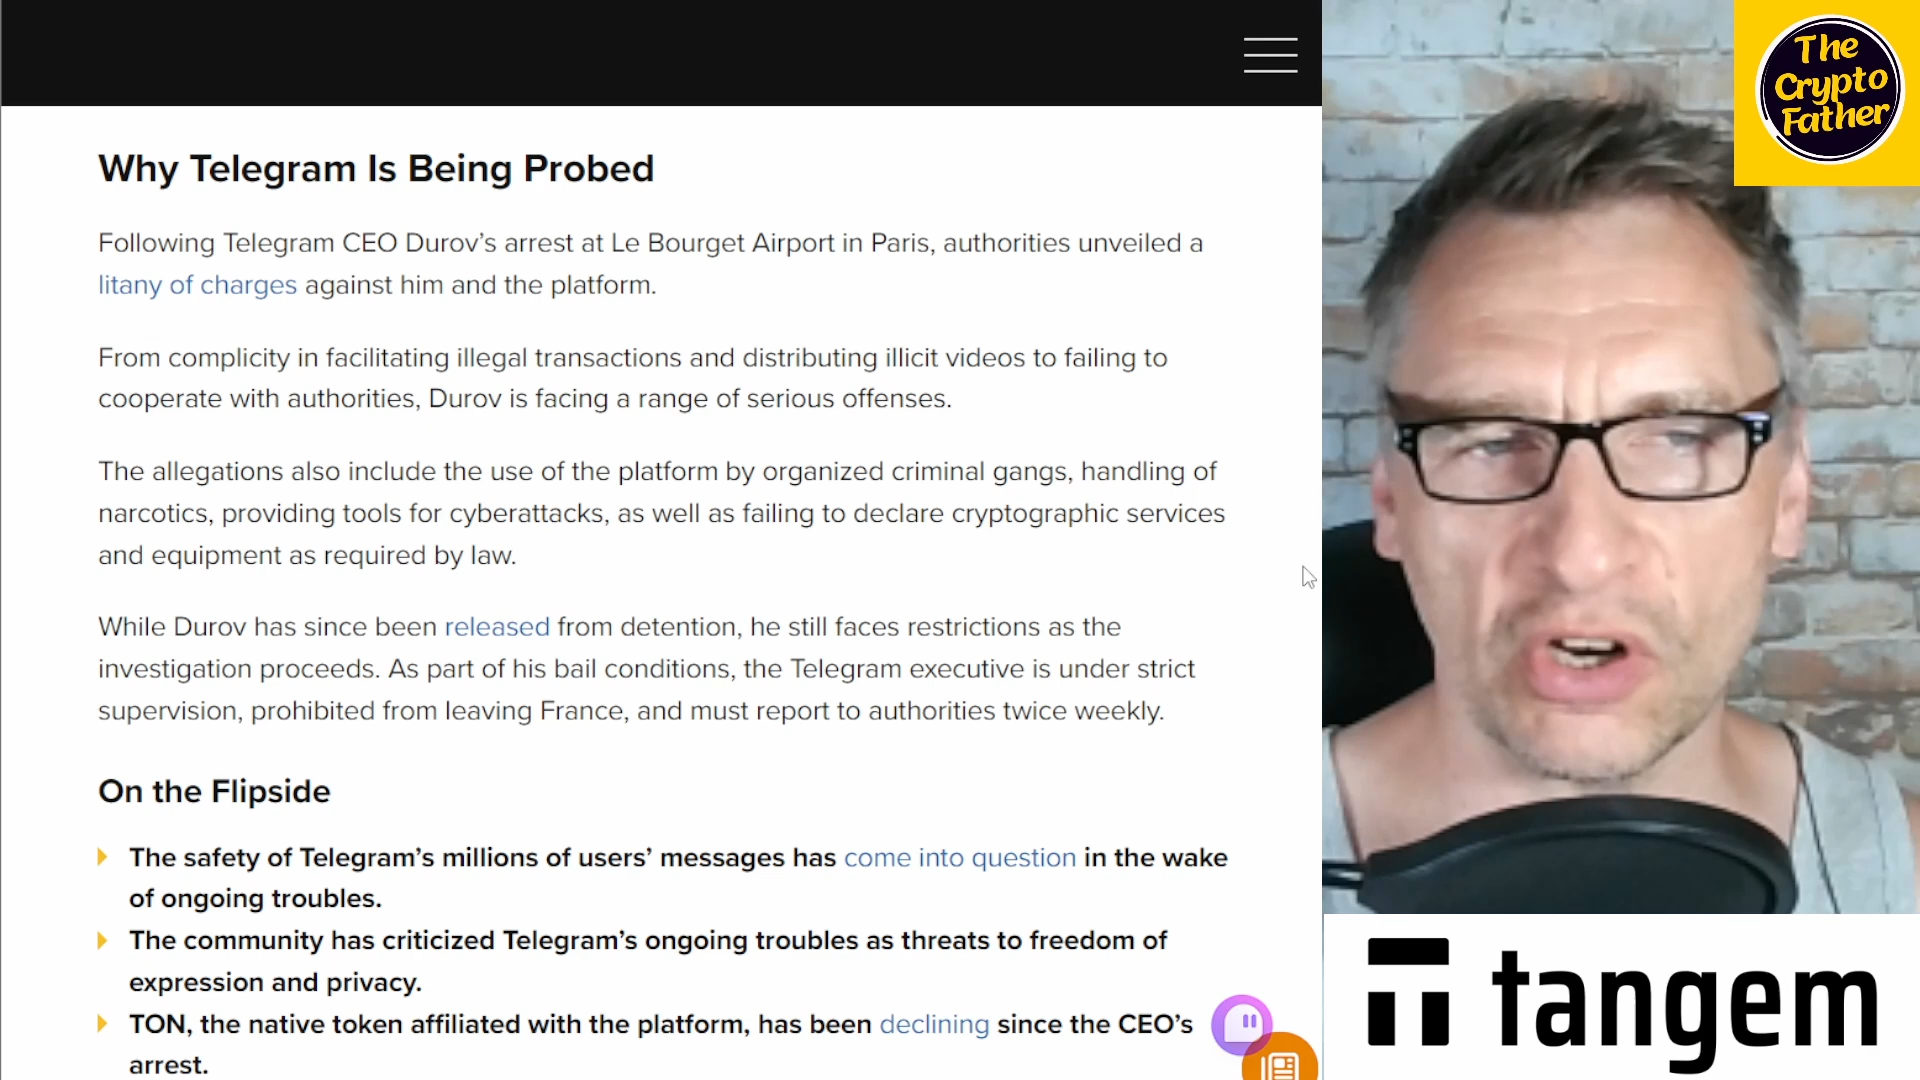 Why Telegram Is Being Probed
Following Telegram CEO Durov’s arrest at Le Bourget Airport in Paris, authorities unveiled a
litany of charges against him and the platform.
From complicity in facilitating illegal transactions and distributing illicit videos to failing to
cooperate with authorities, Durov is facing a range of serious offenses.
The allegations also include the use of the platform by organized criminal gangs, handling of
narcotics, providing tools for cyberattacks, as well as failing to declare cryptographic services
and equipment as required by law.
While Durov has since been released from detention, he still faces restrictions as the
investigation proceeds. As part of his bail conditions, the Telegram executive is under strict
supervision, prohibited from leaving France, and must report to authorities twice weekly.
On the Flipside
The safety of Telegram’s millions of users’ messages has come into question in the wake
of ongoing troubles.
The community has criticized Telegram’s ongoing troubles as threats to freedom of
expression and privacy.
TON, the native token affiliated with the platform, has been declining since the CEO’s
arrest.
The
Crypto
Father
tangem